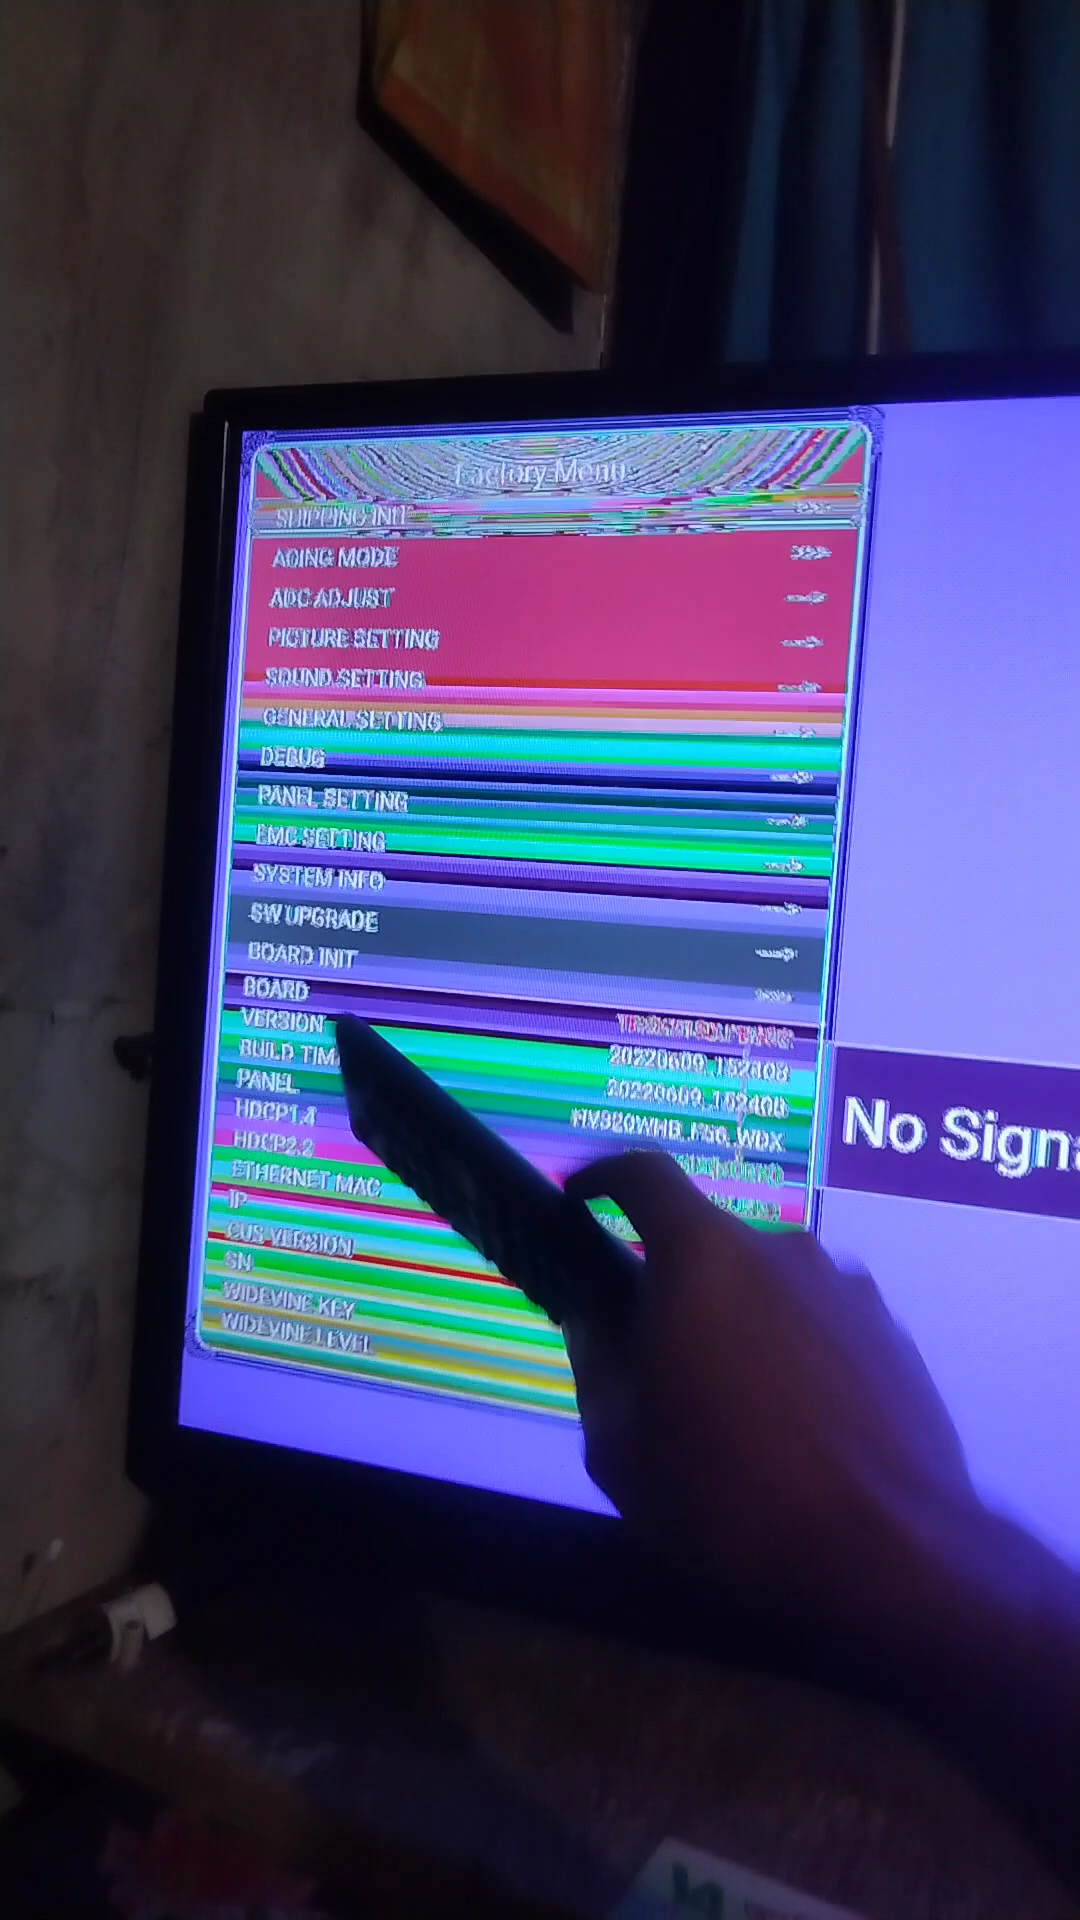 Factory Menu
SHIPPING INIT
AGING MODE
ADC ADJUST
PICTURE SETTING
SOUND SETTING
GENERAL SETTING
DEBUG
PANEL SETTING
EMC SETTING
SYSTEM INFO
SW UPGRADE
BOARD INIT
BOARD
VERSION 20220609_152408
BUILD TIM 20220609_152408
PANEL
HDCP1.4
HDCP2.2
ETHERNET MAC
IP
CUS VERSION
SN
WIDEVINE KEY
WIDEVINE LEVEL
No Signa